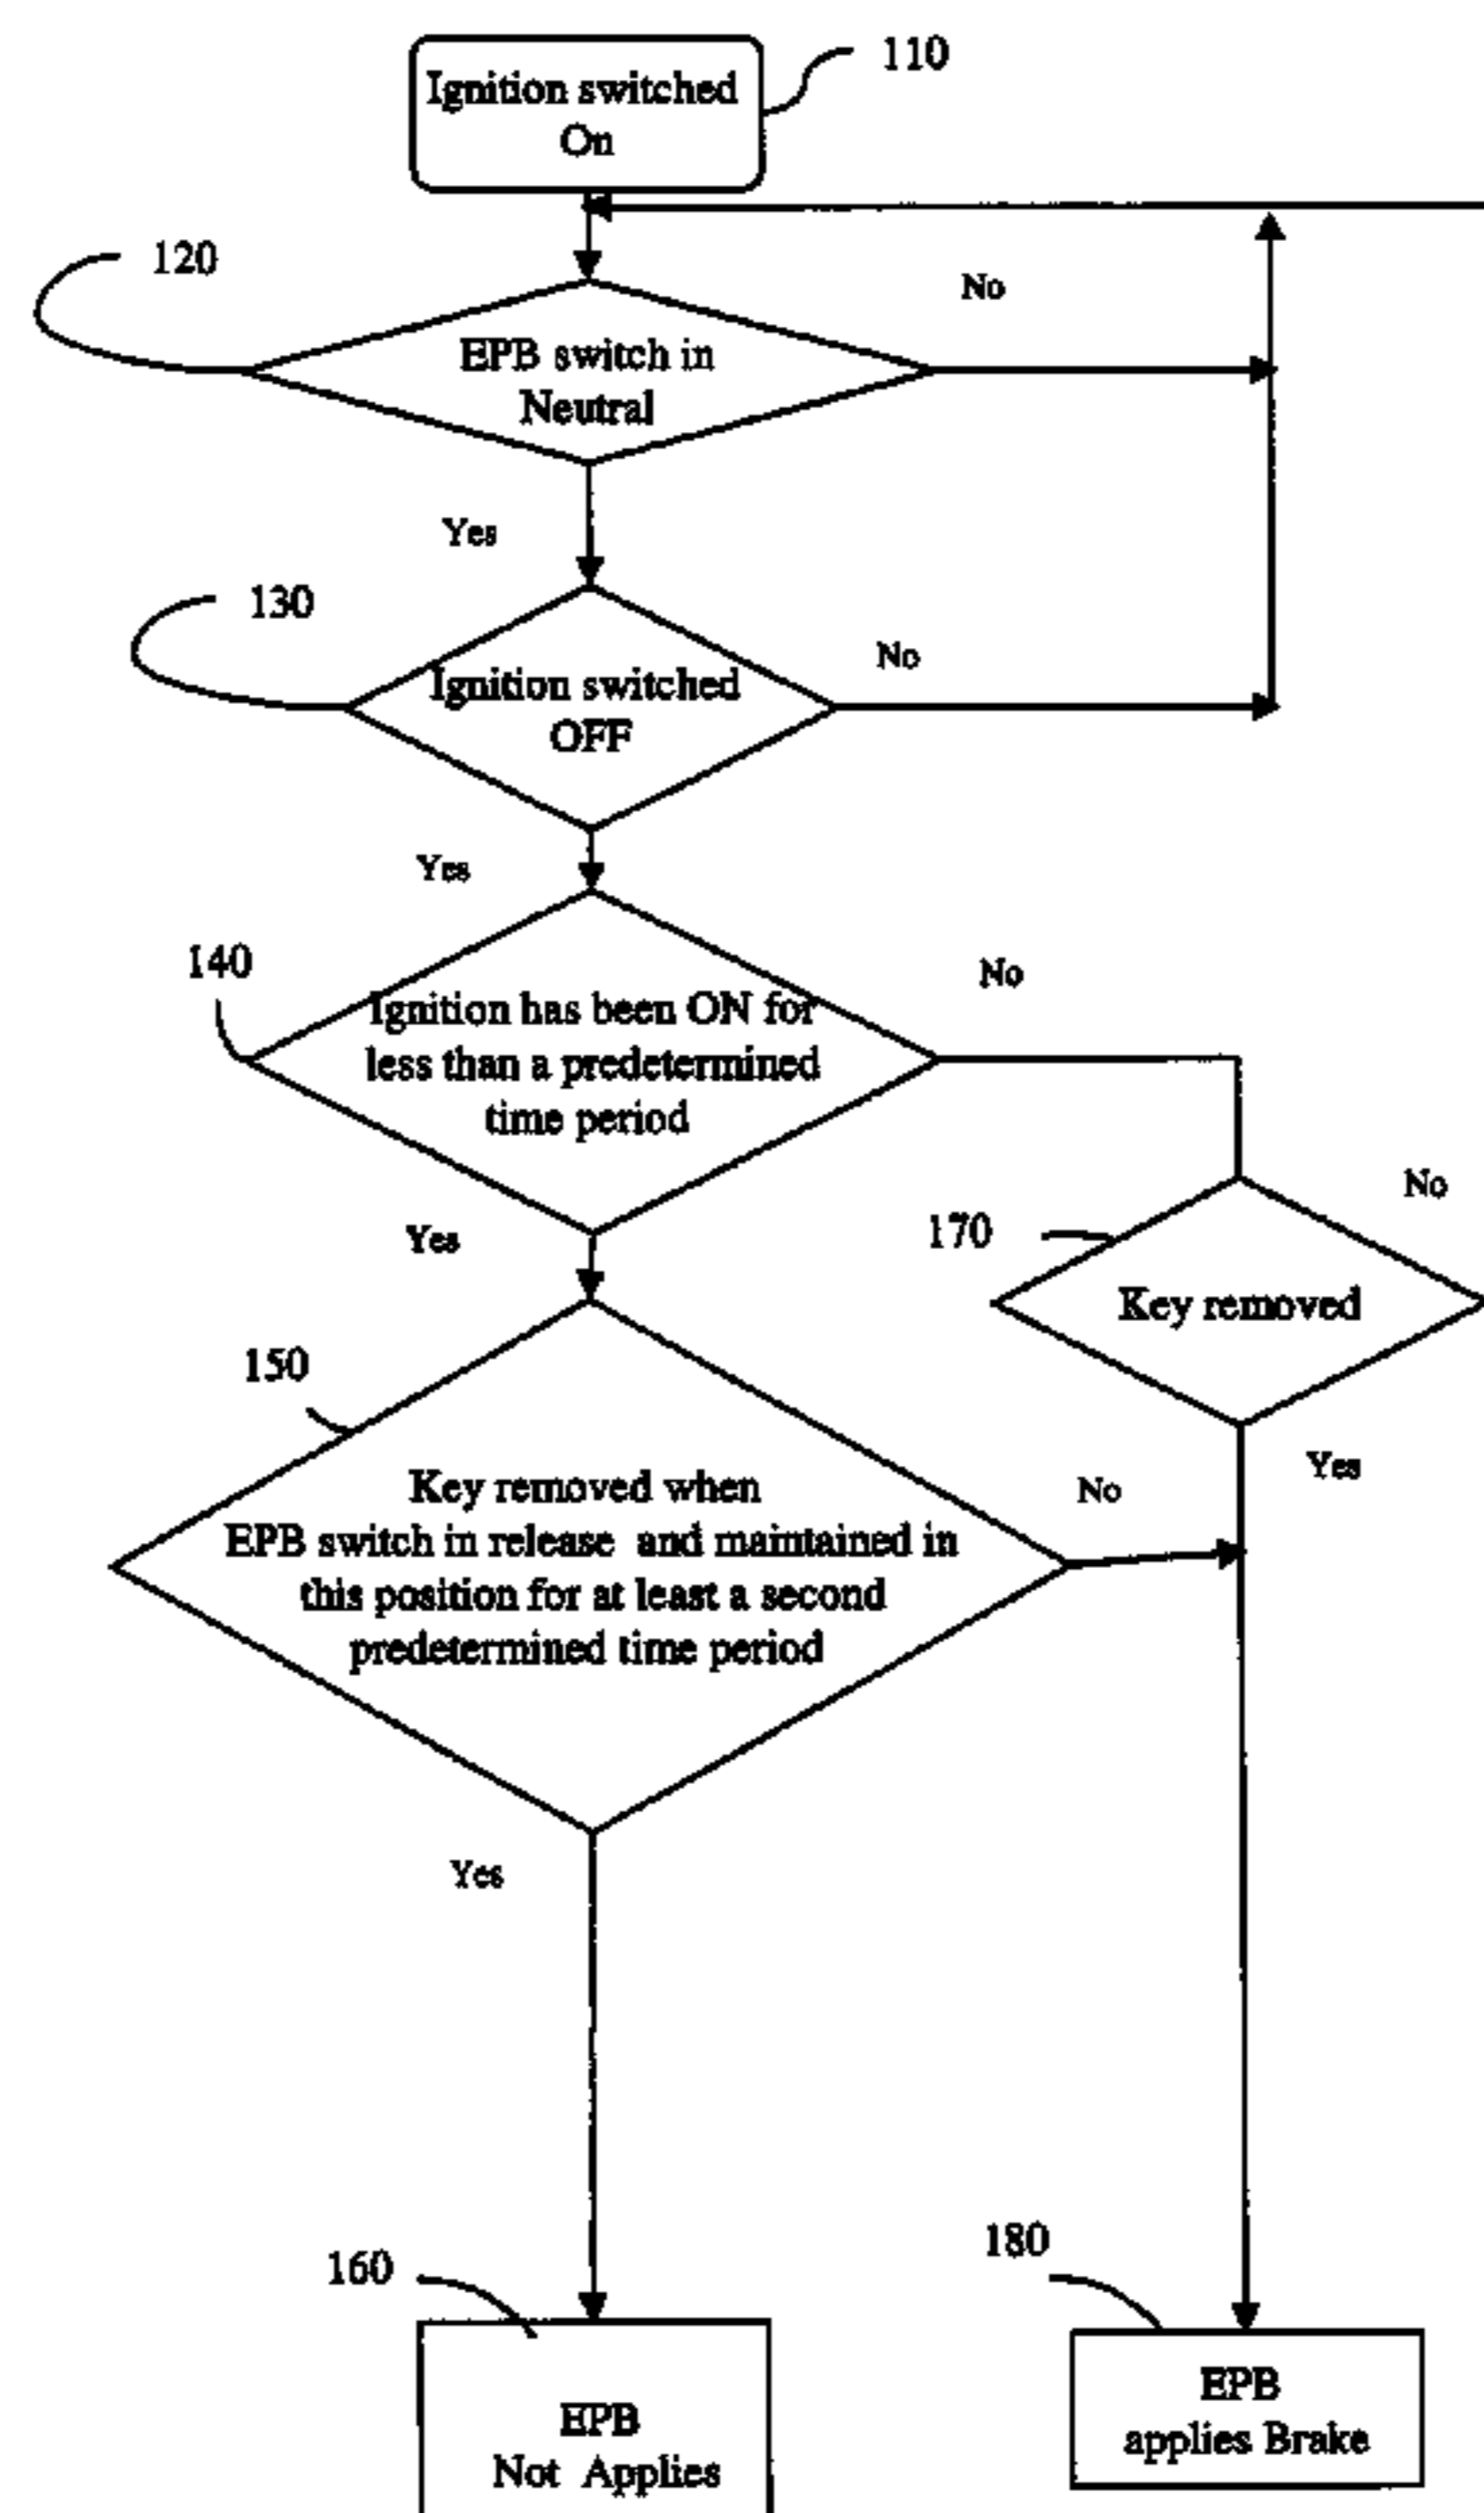 Ignition switched
On
110
120
No
EPB switch in
Neutral
Yes
130
No
Ignition switched
OFF
Yes
140
No
Ignition has been ON for
less than a predetermined
time period
Yes
170
No
Key removed
150
Yes
Key removed when
EPB switch in release and maintained in
this position for at least a second
predetermined time period
No
Yes
160
180
EPB
Not Applies
EPB
applies Brake